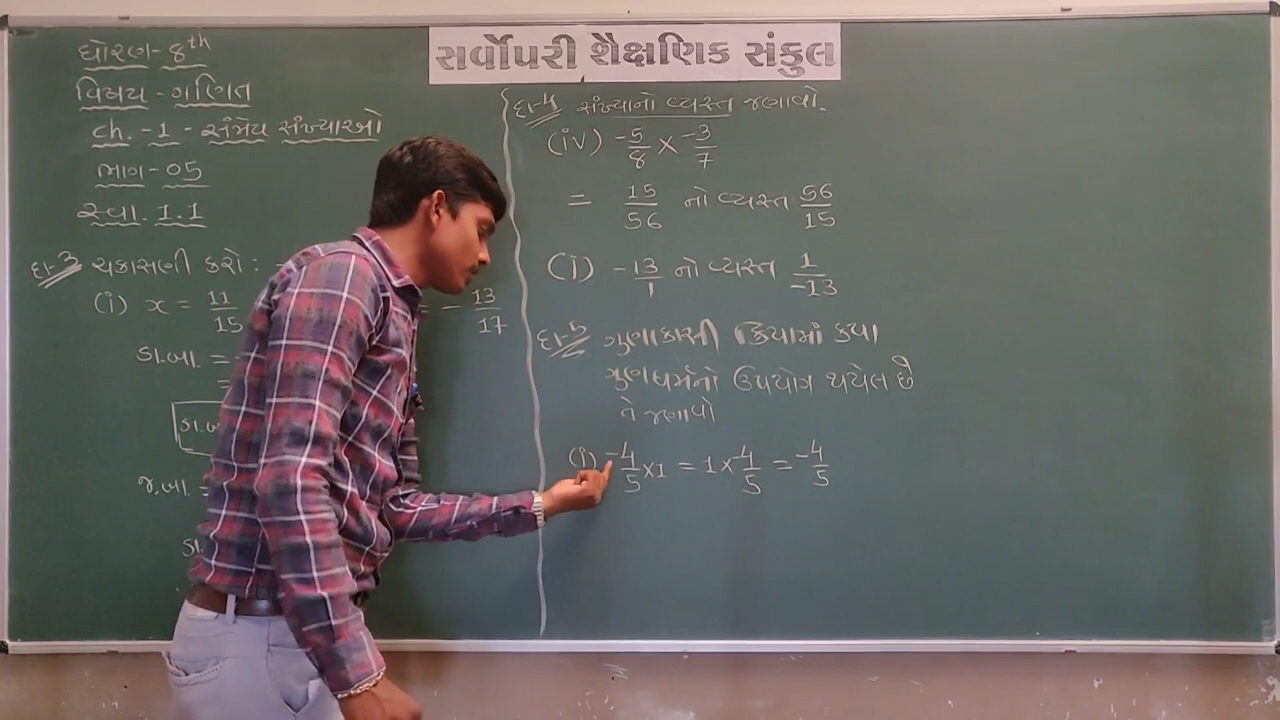 સર્વોપરી શૈક્ષણિક સંકુલ
ધોરણ - 8th
વિષય - ગણિત
ch. - 1 - સંમેય સંખ્યાઓ
ભાગ - 05
સ્વા. 1.1
દા-3 ચકાસણી કરો :
(i) x = 11/15 = - 13/17
ડા.બા. =
=
ડા.બ
જ.બા =
ડા
દા-4 સંખ્યાનો વ્યસ્ત જણાવો.
(iv) -5/8 × -3/7
= 15/56 નો વ્યસ્ત 56/15
(i) -13/1 નો વ્યસ્ત 1/-13
દા-5 ગુણાકારની ક્રિયામાં કયા
ગુણધર્મનો ઉપયોગ થયેલ છે
તે જણાવો
(i) -4/5 × 1 = 1 × -4/5 = -4/5